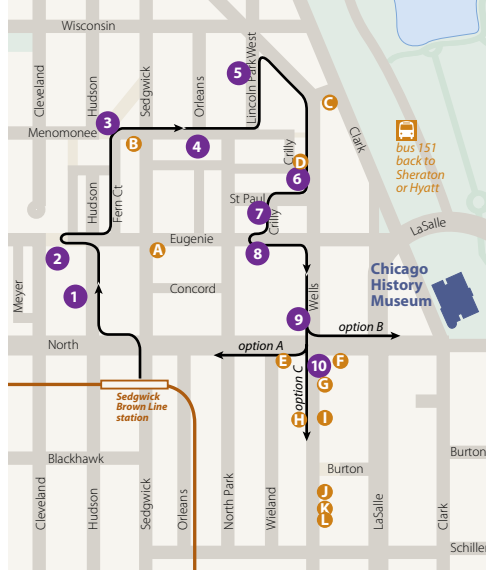 Wisconsin
Cleveland
Hudson
Sedgwick
Orleans
Lincoln Park West
5
C
3
Menomonee
B
4
Crilly
D
6
Clark
bus 151
back to
Sheraton
or Hyatt
Hudson
Fern Ct
St Paul
7
Crilly
LaSalle
2
A
Eugenie
8
Meyer
1
Concord
Wells
Chicago
History
Museum
9
option B
North
option A
E
10
F
option C
G
Sedgwick
Brown Line
station
H
I
Blackhawk
Burton
Burton
Cleveland
Hudson
Sedgwick
Orleans
North Park
Wieland
J
K
L
LaSalle
Clark
Schiller